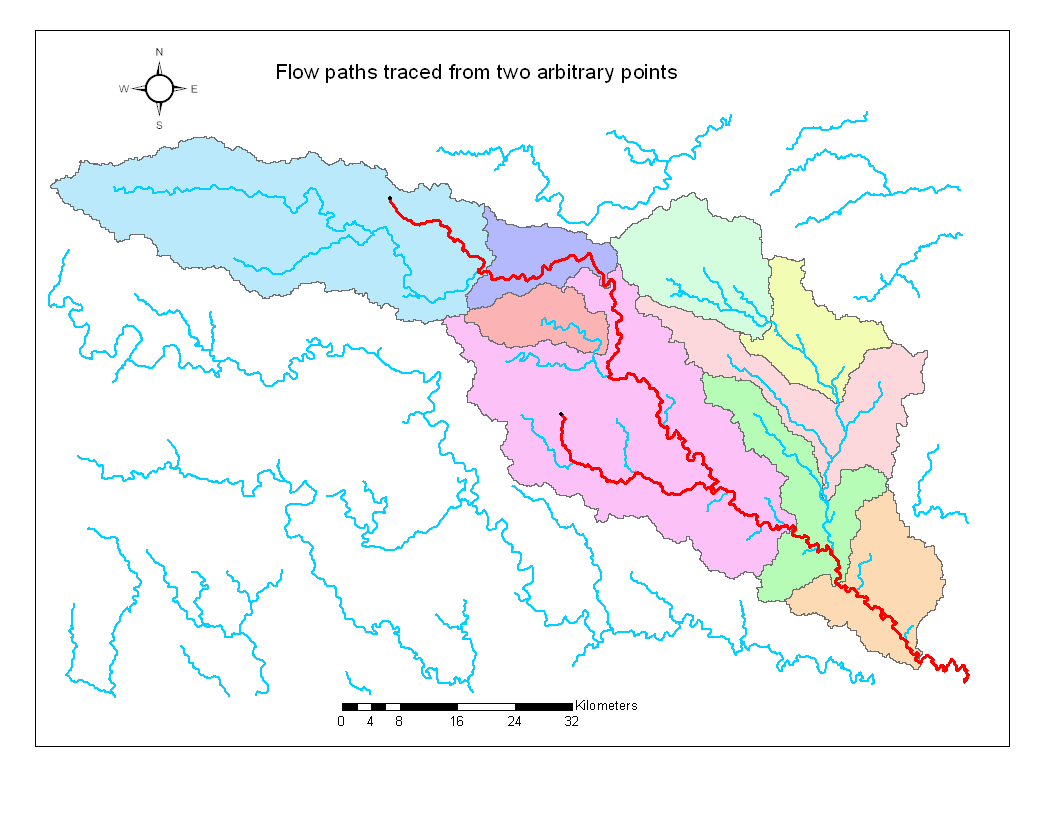 N
Flow paths traced from two arbitrary points
W E
S
Kilometers
0 4 8 16 24 32